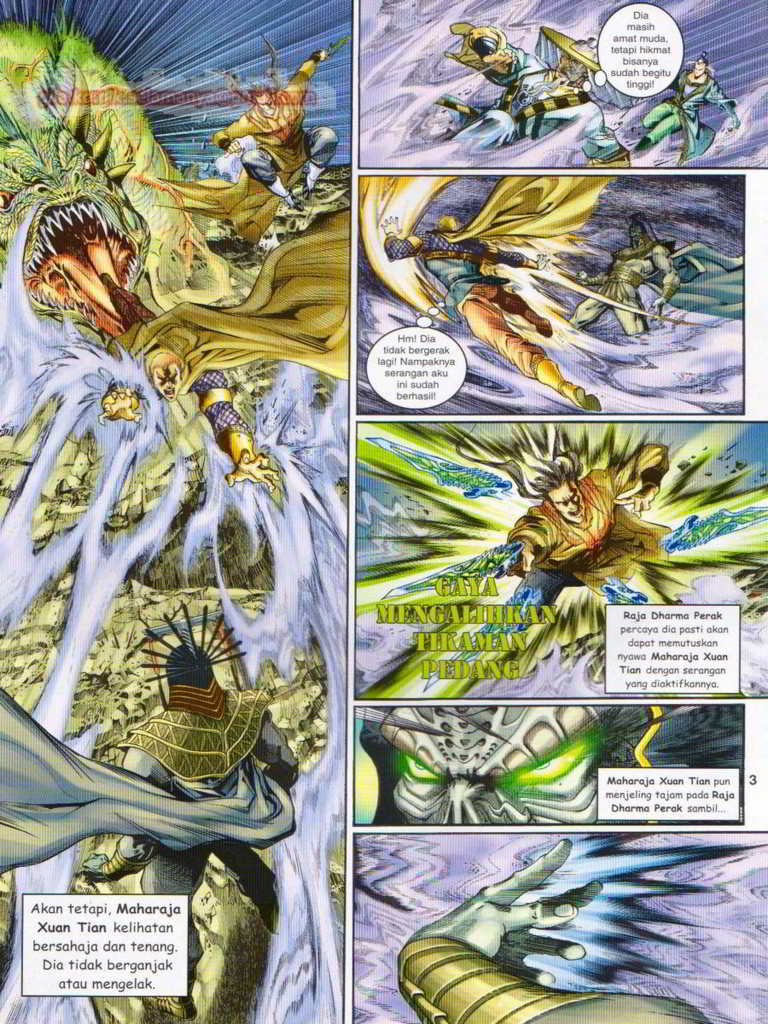 Akan tetapi, Maharaja
Xuan Tian kelihatan
bersahaja dan tenang.
Dia tidak berganjak
atau mengelak.
Dia
masih
amat muda,
tetapi hikmat
bisanya
sudah begitu
tinggi!
Hm! Dia
tidak bergerak
lagi! Nampaknya
serangan aku
ini sudah
berhasil!
GAYA
MENGALIHKAN
TIKAMAN
PEDANG
Raja Dharma Perak
percaya dia pasti akan
dapat memutuskan
nyawa Maharaja Xuan
Tian dengan serangan
yang diaktifkannya.
Maharaja Xuan Tian pun
menjeling tajam pada Raja
Dharma Perak sambil...
3